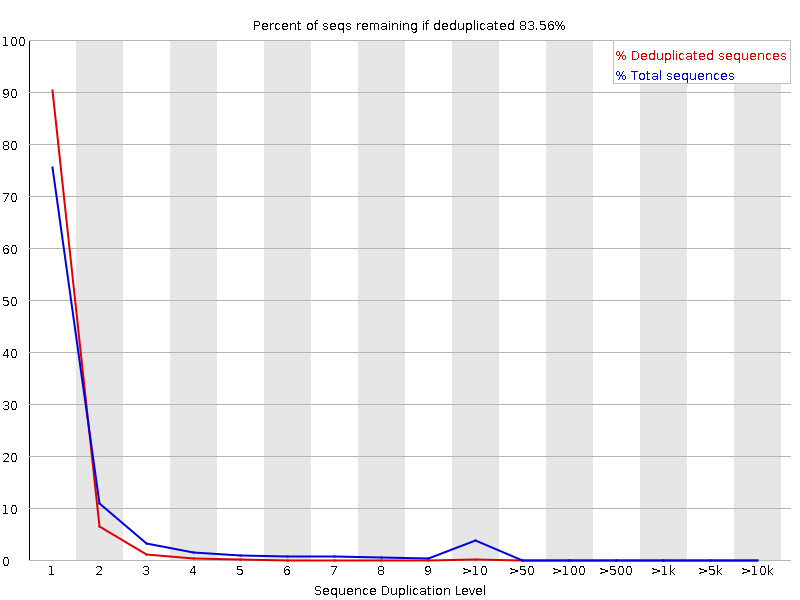 Percent of seqs remaining if deduplicated 83.56%
% Deduplicated sequences
% Total sequences
100
90
80
70
60
50
40
30
20
10
0
1 2 3 4 5 6 7 8 9 >10 >50 >100 >500 >1k >5k >10k
Sequence Duplication Level